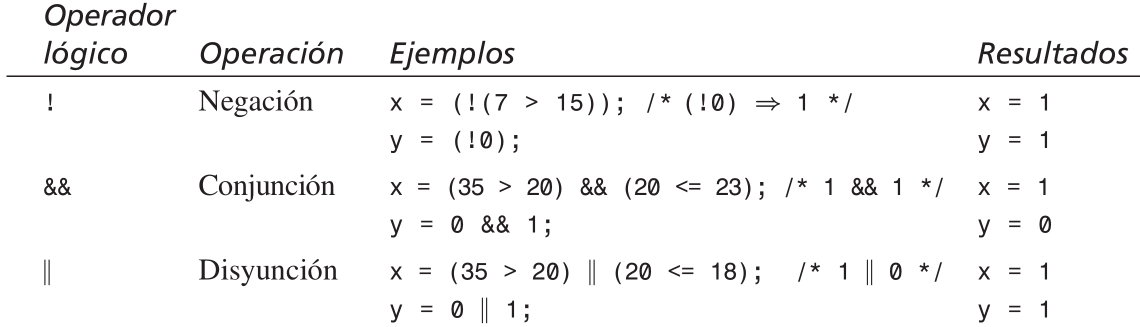 Operador
lógico Operación Ejemplos Resultados
! Negación x = (!(7 > 15)); /* (!0) ⇒ 1 */ x = 1
y = (!0); y = 1
&& Conjunción x = (35 > 20) && (20 <= 23); /* 1 && 1 */ x = 1
y = 0 && 1; y = 0
|| Disyunción x = (35 > 20) || (20 <= 18); /* 1 || 0 */ x = 1
y = 0 || 1; y = 1